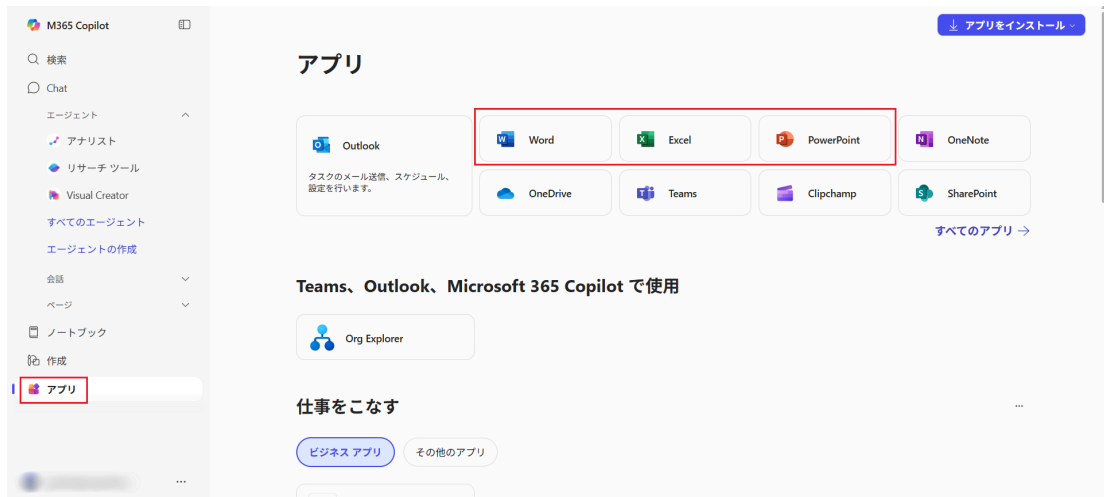 M365 Copilot
検索
Chat
エージェント
アナリスト
リサーチ ツール
Visual Creator
すべてのエージェント
エージェントの作成
会話
ページ
ノートブック
作成
アプリ
アプリをインストール
アプリ
Outlook
タスクのメール送信、スケジュール、
設定を行います。
Word
Excel
PowerPoint
OneNote
OneDrive
Teams
Clipchamp
SharePoint
すべてのアプリ →
Teams、Outlook、Microsoft 365 Copilot で使用
Org Explorer
仕事をこなす
ビジネス アプリ
その他のアプリ